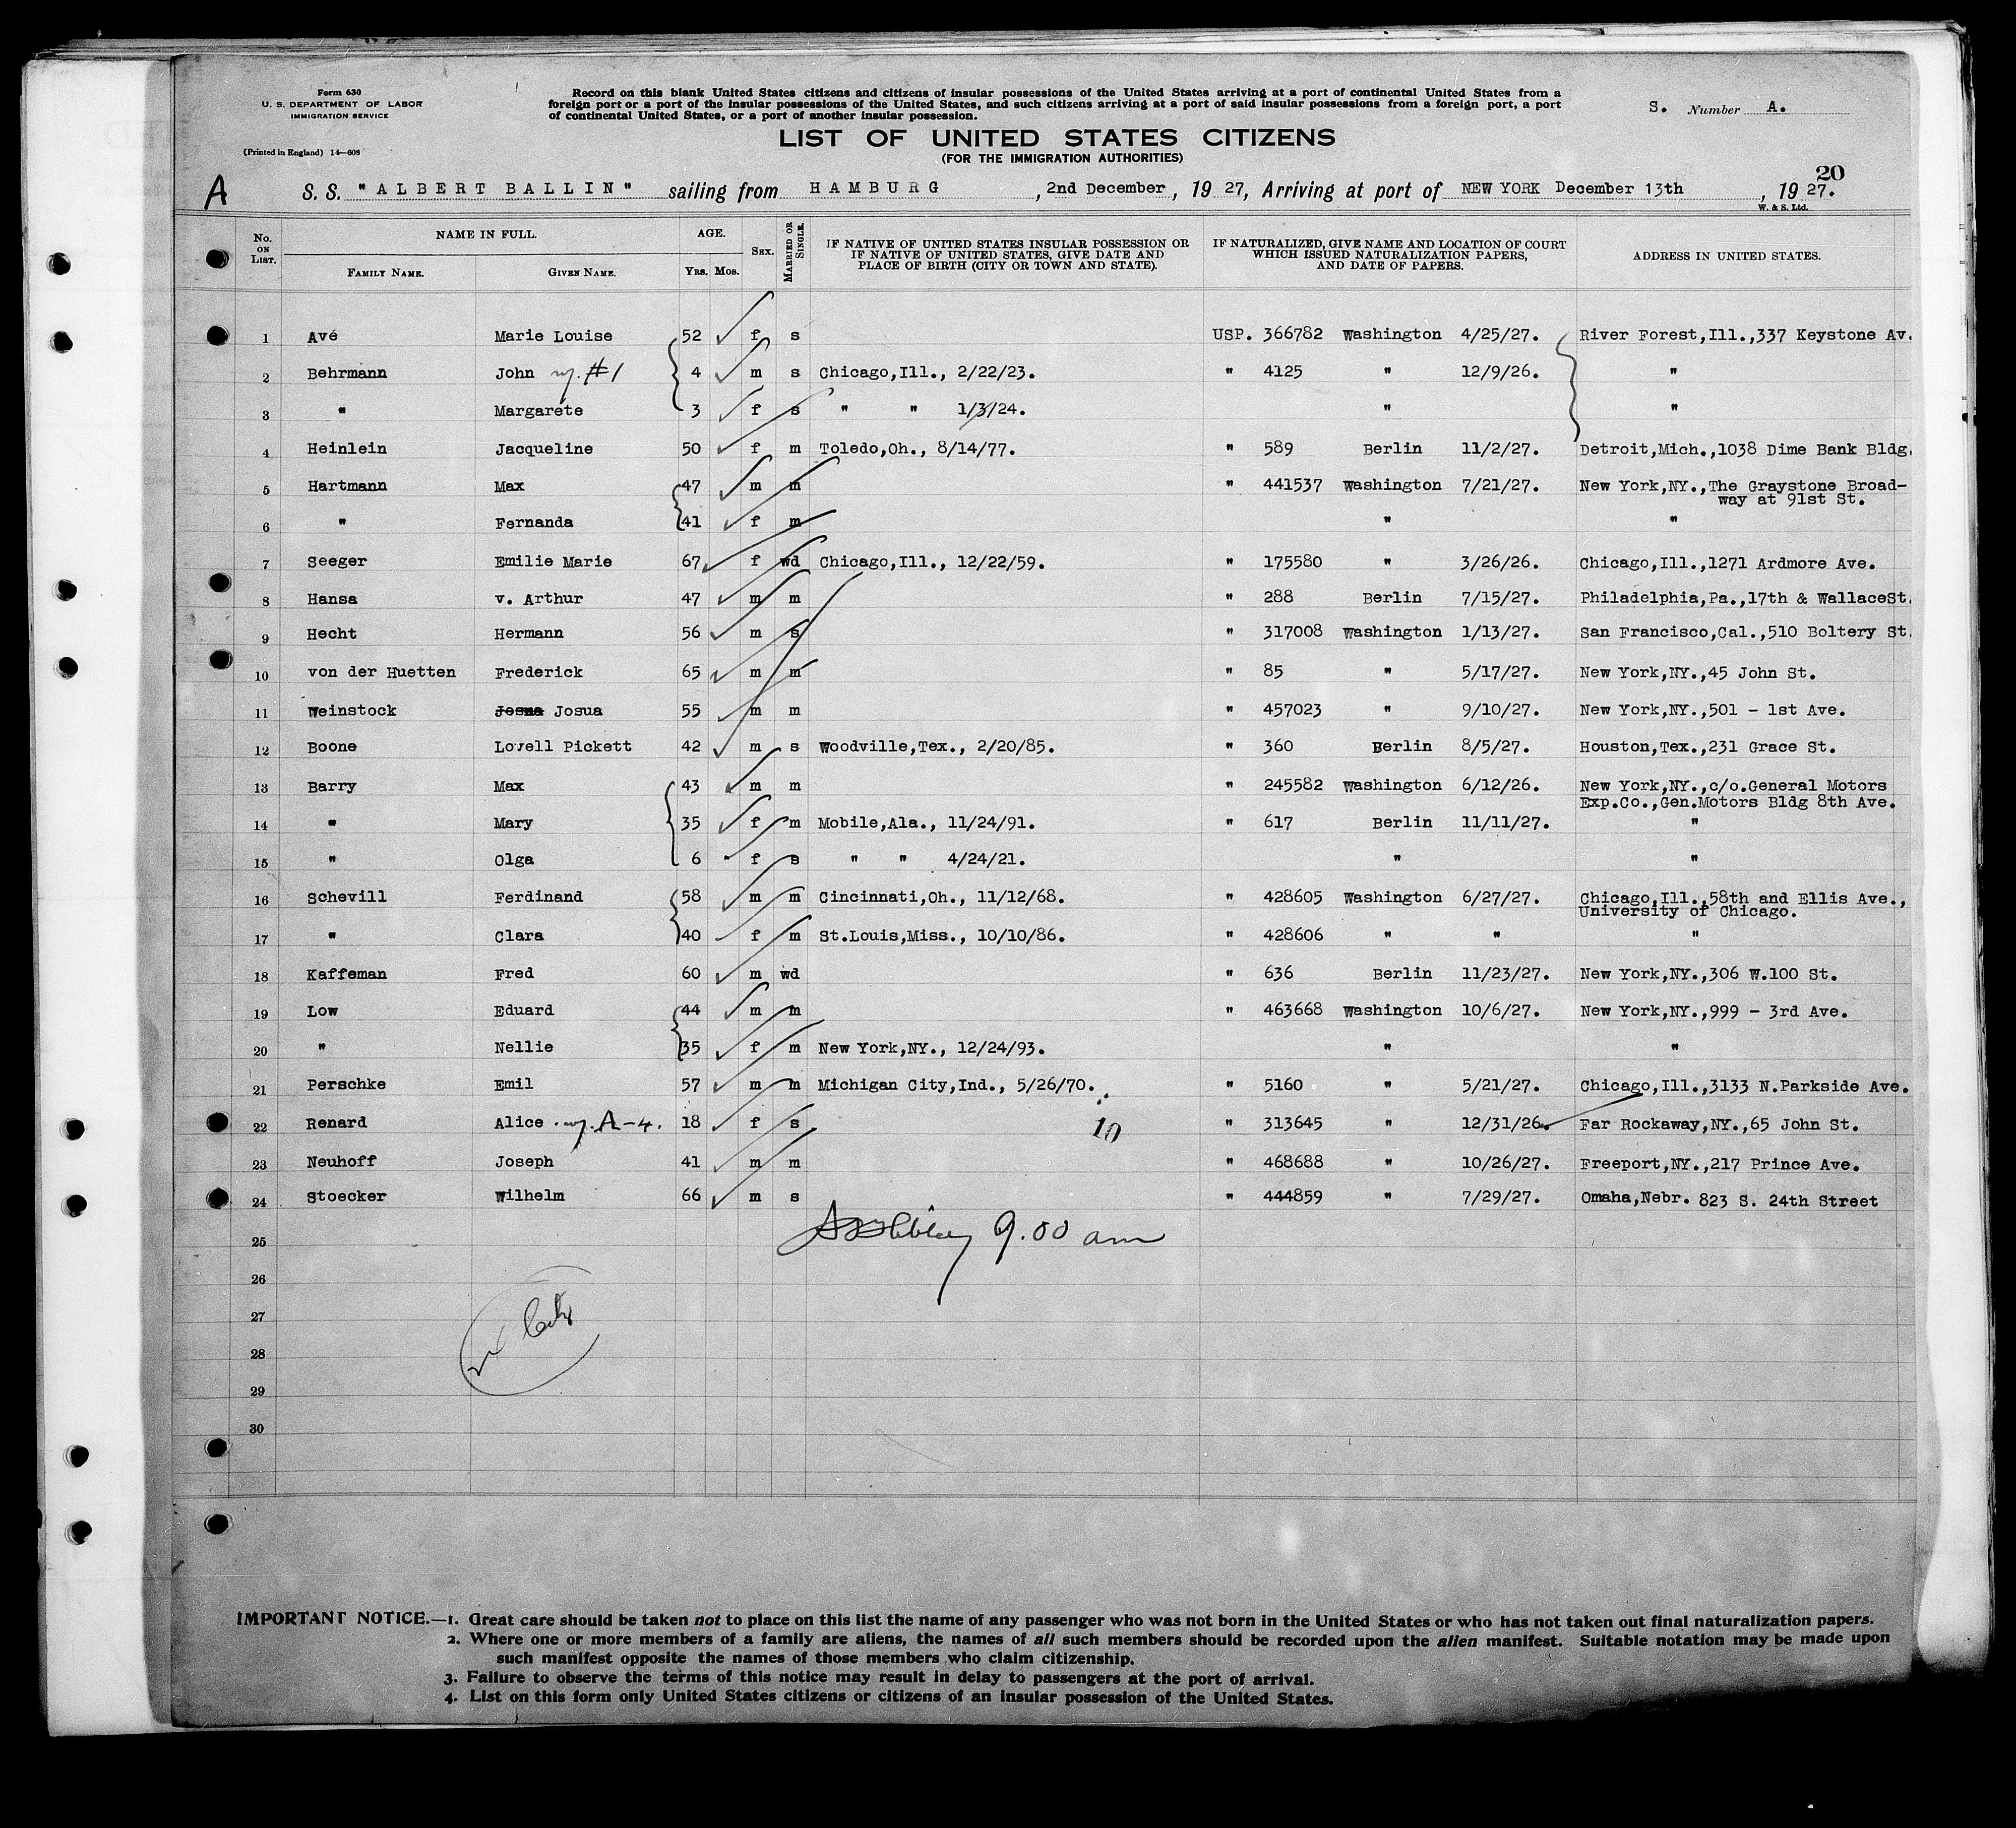 Form 630
U. S. DEPARTMENT OF LABOR
IMMIGRATION SERVICE
(Printed in England) 14—608
Record on this blank United States citizens and citizens of insular possessions of the United States arriving at a port of continental United States from a
foreign port or a port of the insular possessions of the United States, and such citizens arriving at a port of said insular possessions from a foreign port, a port
of continental United States, or a port of another insular possession.
S. Number A.
LIST OF UNITED STATES CITIZENS
(FOR THE IMMIGRATION AUTHORITIES)
20
A S. S. "ALBERT BALLIN" sailing from HAMBURG, 2nd December, 19 27, Arriving at port of NEW YORK December 13th, 19 27.
W. & S. Ltd.
No. ON LIST. NAME IN FULL. FAMILY NAME. GIVEN NAME. AGE. YRS. MOS. SEX. MARRIED OR SINGLE. IF NATIVE OF UNITED STATES INSULAR POSSESSION OR IF NATIVE OF UNITED STATES, GIVE DATE AND PLACE OF BIRTH (CITY OR TOWN AND STATE). IF NATURALIZED, GIVE NAME AND LOCATION OF COURT WHICH ISSUED NATURALIZATION PAPERS, AND DATE OF PAPERS. ADDRESS IN UNITED STATES.
1 Avé Marie Louise 52 f s USP. 366782 Washington 4/25/27. River Forest,Ill.,337 Keystone Av.
2 Behrmann John #1 4 m s Chicago,Ill., 2/22/23. " 4125 " 12/9/26. "
3 " Margarete 3 f s " " 1/3/24. " "
4 Heinlein Jacqueline 50 f m Toledo,Oh., 8/14/77. " 589 Berlin 11/2/27. Detroit,Mich.,1038 Dime Bank Bldg.
5 Hartmann Max 47 m m " 441537 Washington 7/21/27. New York,NY.,The Graystone Broad-
way at 91st St.
6 " Fernanda 41 f m " "
7 Seeger Emilie Marie 67 f wd Chicago,Ill., 12/22/59. " 175580 " 3/26/26. Chicago,Ill.,1271 Ardmore Ave.
8 Hansa v. Arthur 47 m m " 288 Berlin 7/15/27. Philadelphia,Pa.,17th & WallaceSt.
9 Hecht Hermann 56 m s " 317008 Washington 1/13/27. San Francisco,Cal.,510 Boltery St.
10 von der Huetten Frederick 65 m m " 85 " 5/17/27. New York,NY.,45 John St.
11 Weinstock Josua Josua 55 m m " 457023 " 9/10/27. New York,NY.,501 - 1st Ave.
12 Boone Lovell Pickett 42 m s Woodville,Tex., 2/20/85. " 360 Berlin 8/5/27. Houston,Tex.,231 Grace St.
13 Barry Max 43 m m " 245582 Washington 6/12/26. New York,NY.,c/o.General Motors
Exp.Co.,Gen.Motors Bldg 8th Ave.
14 " Mary 35 f m Mobile,Ala., 11/24/91. " 617 Berlin 11/11/27. "
15 " Olga 6 f s " " 4/24/21. " "
16 Schevill Ferdinand 58 m m Cincinnati,Oh., 11/12/68. " 428605 Washington 6/27/27. Chicago,Ill.,58th and Ellis Ave.,
University of Chicago.
17 " Clara 40 f m St.Louis,Miss., 10/10/86. " 428606 " " "
18 Kaffeman Fred 60 m wd " 636 Berlin 11/23/27. New York,NY.,306 W.100 St.
19 Low Eduard 44 m m " 463668 Washington 10/6/27. New York,NY.,999 - 3rd Ave.
20 " Nellie 35 f m New York,NY., 12/24/93. " "
21 Perschke Emil 57 m m Michigan City,Ind., 5/26/70. " 5160 " 5/21/27. Chicago,Ill.,3133 N.Parkside Ave.
22 Renard Alice A-4. 18 f s 10 " 313645 " 12/31/26. Far Rockaway,NY.,65 John St.
23 Neuhoff Joseph 41 m m " 468688 " 10/26/27. Freeport,NY.,217 Prince Ave.
24 Stoecker Wilhelm 66 m s " 444859 " 7/29/27. Omaha,Nebr. 823 S. 24th Street
9.00 am
25
26
27
28
29
30
IMPORTANT NOTICE.—1. Great care should be taken not to place on this list the name of any passenger who was not born in the United States or who has not taken out final naturalization papers.
2. Where one or more members of a family are aliens, the names of all such members should be recorded upon the alien manifest. Suitable notation may be made upon
such manifest opposite the names of those members who claim citizenship.
3. Failure to observe the terms of this notice may result in delay to passengers at the port of arrival.
4. List on this form only United States citizens or citizens of an insular possession of the United States.